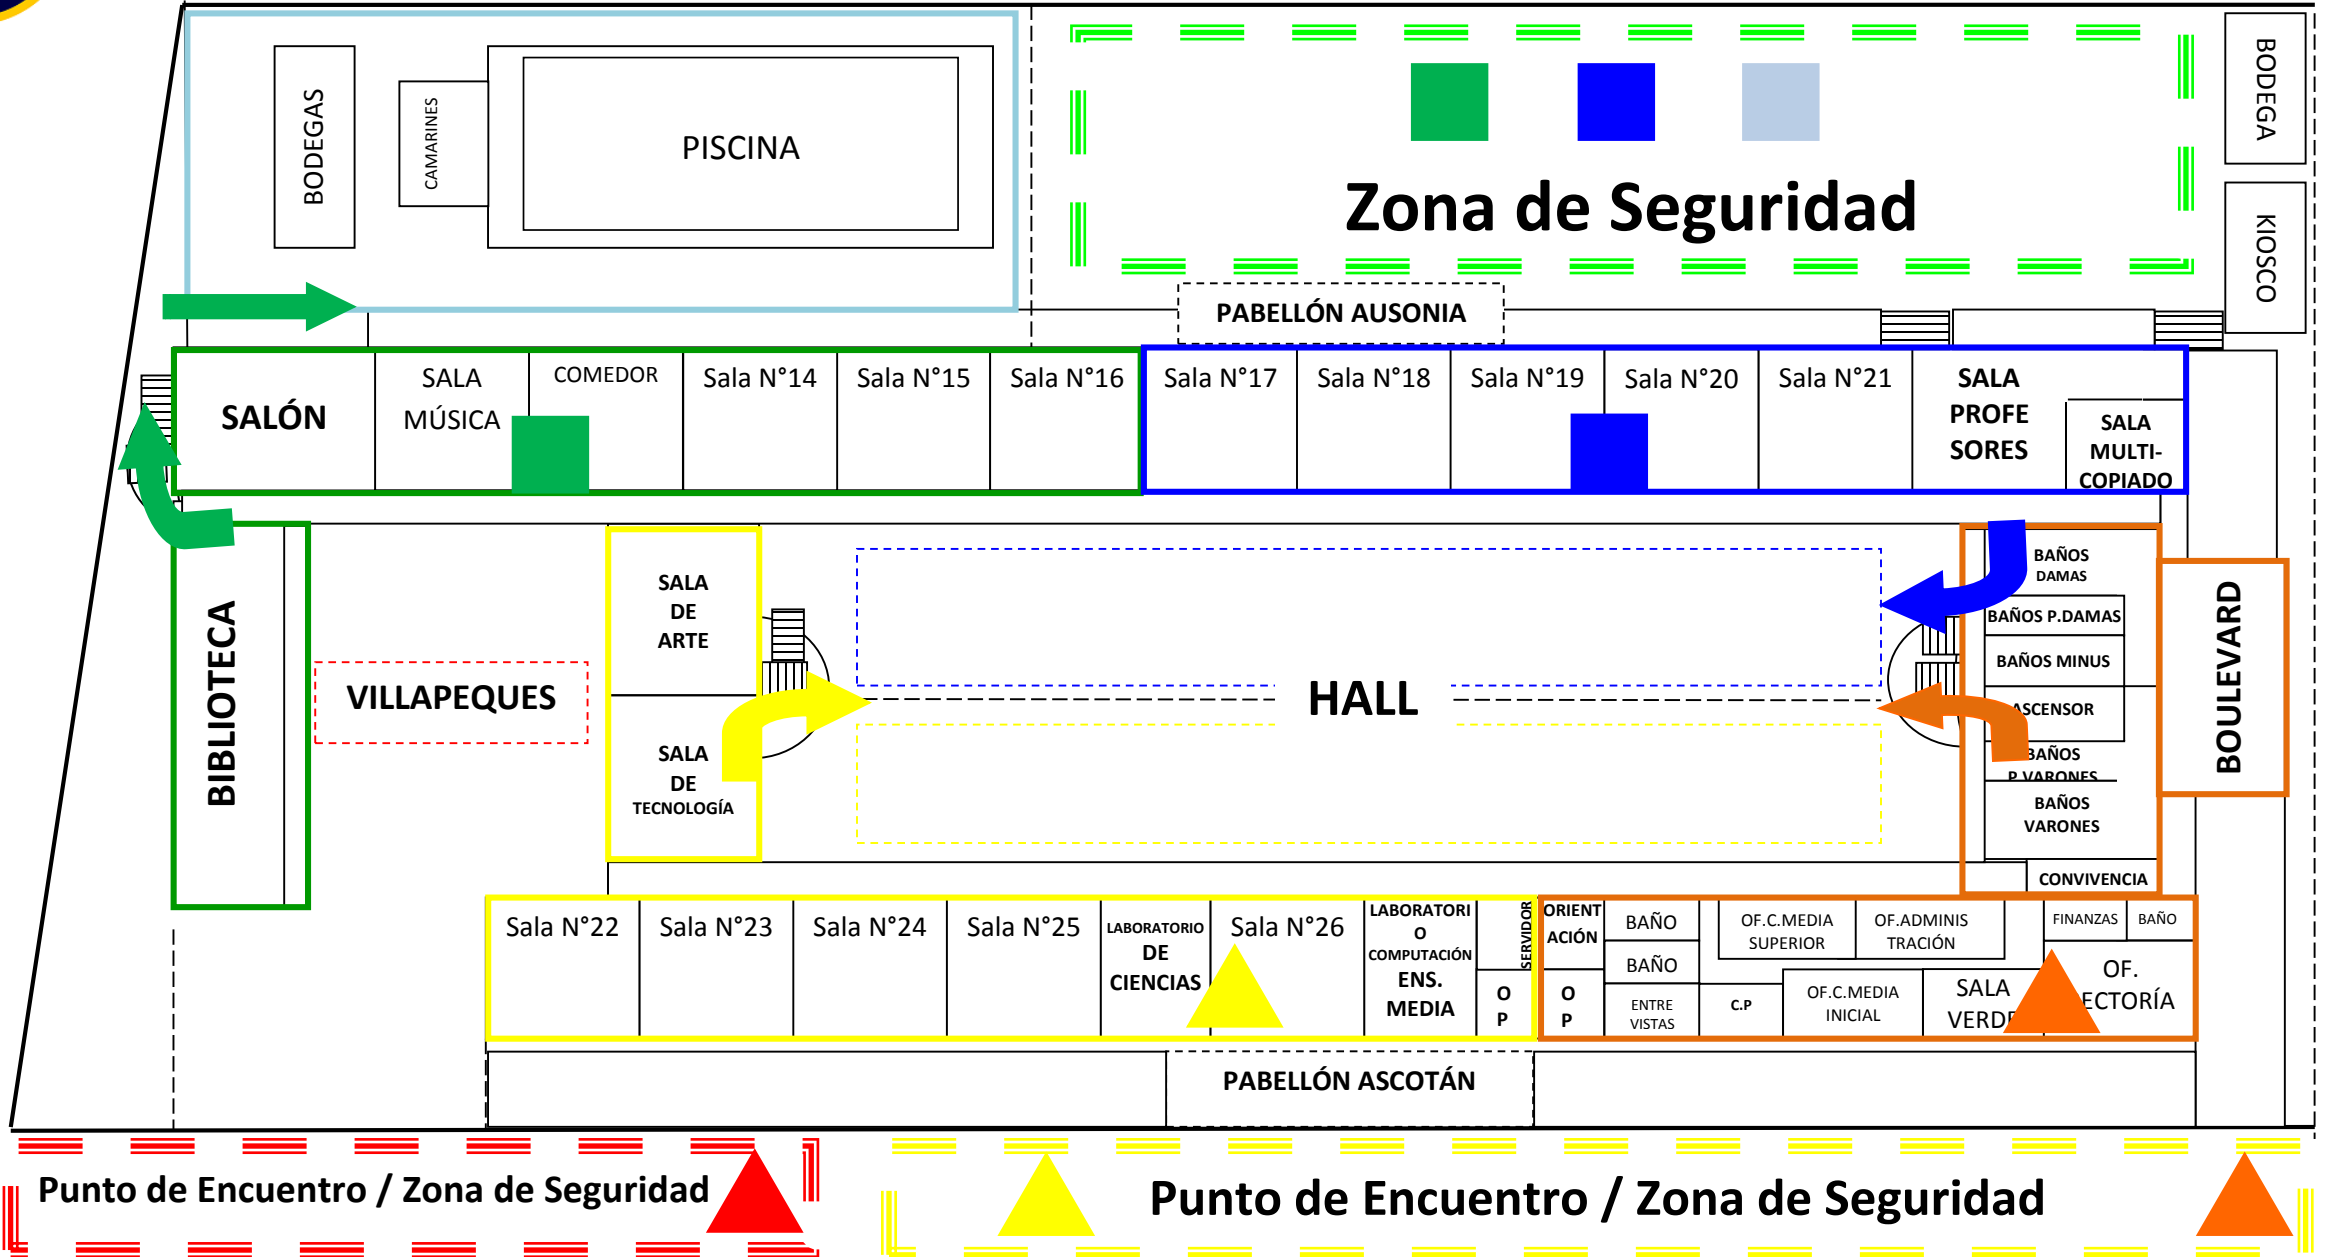 BODEGAS
CAMARINES
PISCINA
Zona de Seguridad
BODEGA
KIOSCO
PABELLÓN AUSONIA
SALÓN
SALA
MÚSICA
COMEDOR
Sala N°14
Sala N°15
Sala N°16
Sala N°17
Sala N°18
Sala N°19
Sala N°20
Sala N°21
SALA
PROFE
SORES
SALA
MULTI-
COPIADO
BIBLIOTECA
VILLAPEQUES
SALA
DE
ARTE
SALA
DE
TECNOLOGÍA
HALL
BAÑOS
DAMAS
BAÑOS P.DAMAS
BAÑOS MINUS
ASCENSOR
BAÑOS
P.VARONES
BAÑOS
VARONES
CONVIVENCIA
BOULEVARD
Sala N°22
Sala N°23
Sala N°24
Sala N°25
LABORATORIO
DE
CIENCIAS
Sala N°26
LABORATORI
O
COMPUTACIÓN
ENS.
MEDIA
SERVIDOR
O
P
ORIENT
ACIÓN
O
P
BAÑO
BAÑO
ENTRE
VISTAS
OF.C.MEDIA
SUPERIOR
OF.ADMINIS
TRACIÓN
C.P
OF.C.MEDIA
INICIAL
SALA
VERD
FINANZAS
BAÑO
OF.
ECTORÍA
PABELLÓN ASCOTÁN
Punto de Encuentro / Zona de Seguridad
Punto de Encuentro / Zona de Seguridad